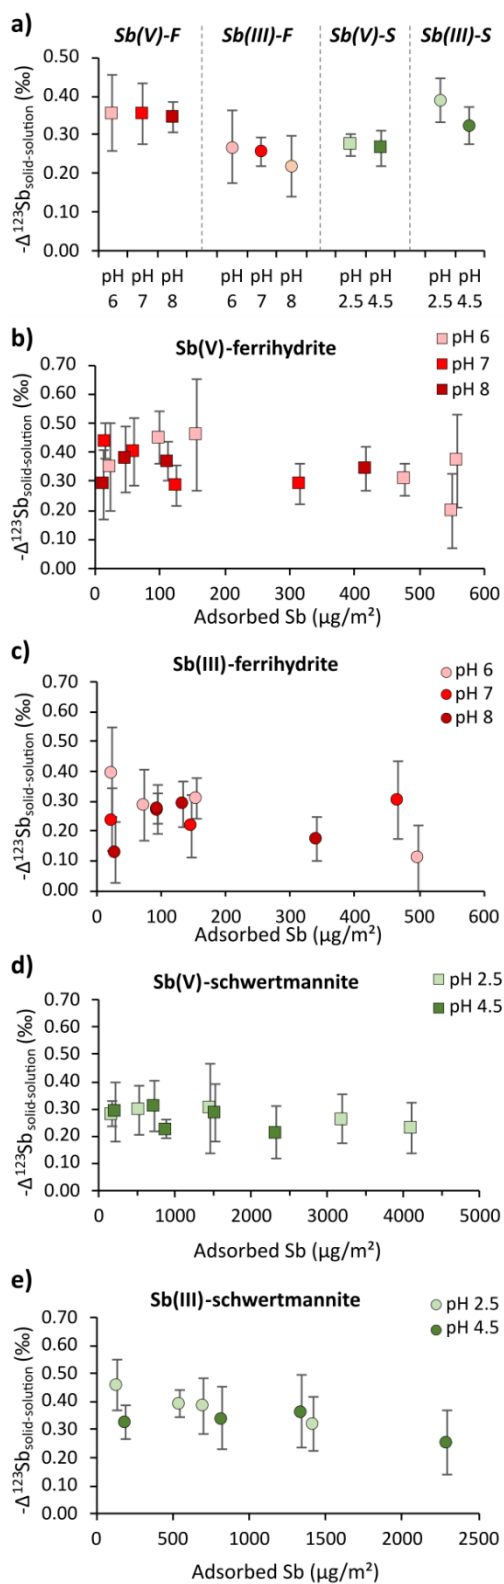 a)
Sb(V)-F Sb(III)-F Sb(V)-S Sb(III)-S
-Δ¹²³Sbsolid-solution (‰)
0.50
0.40
0.30
0.20
0.10
0.00
pH pH pH pH pH pH pH pH pH pH
6 7 8 6 7 8 2.5 4.5 2.5 4.5
b)
Sb(V)-ferrihydrite
pH 6
pH 7
pH 8
-Δ¹²³Sbsolid-solution (‰)
0.70
0.60
0.50
0.40
0.30
0.20
0.10
0.00
0 100 200 300 400 500 600
Adsorbed Sb (µg/m²)
c)
Sb(III)-ferrihydrite
pH 6
pH 7
pH 8
-Δ¹²³Sbsolid-solution (‰)
0.70
0.60
0.50
0.40
0.30
0.20
0.10
0.00
0 100 200 300 400 500 600
Adsorbed Sb (µg/m²)
d)
Sb(V)-schwertmannite
pH 2.5
pH 4.5
-Δ¹²³Sbsolid-solution (‰)
0.70
0.60
0.50
0.40
0.30
0.20
0.10
0.00
0 1000 2000 3000 4000 5000
Adsorbed Sb (µg/m²)
e)
Sb(III)-schwertmannite
pH 2.5
pH 4.5
-Δ¹²³Sbsolid-solution (‰)
0.70
0.60
0.50
0.40
0.30
0.20
0.10
0.00
0 500 1000 1500 2000 2500
Adsorbed Sb (µg/m²)